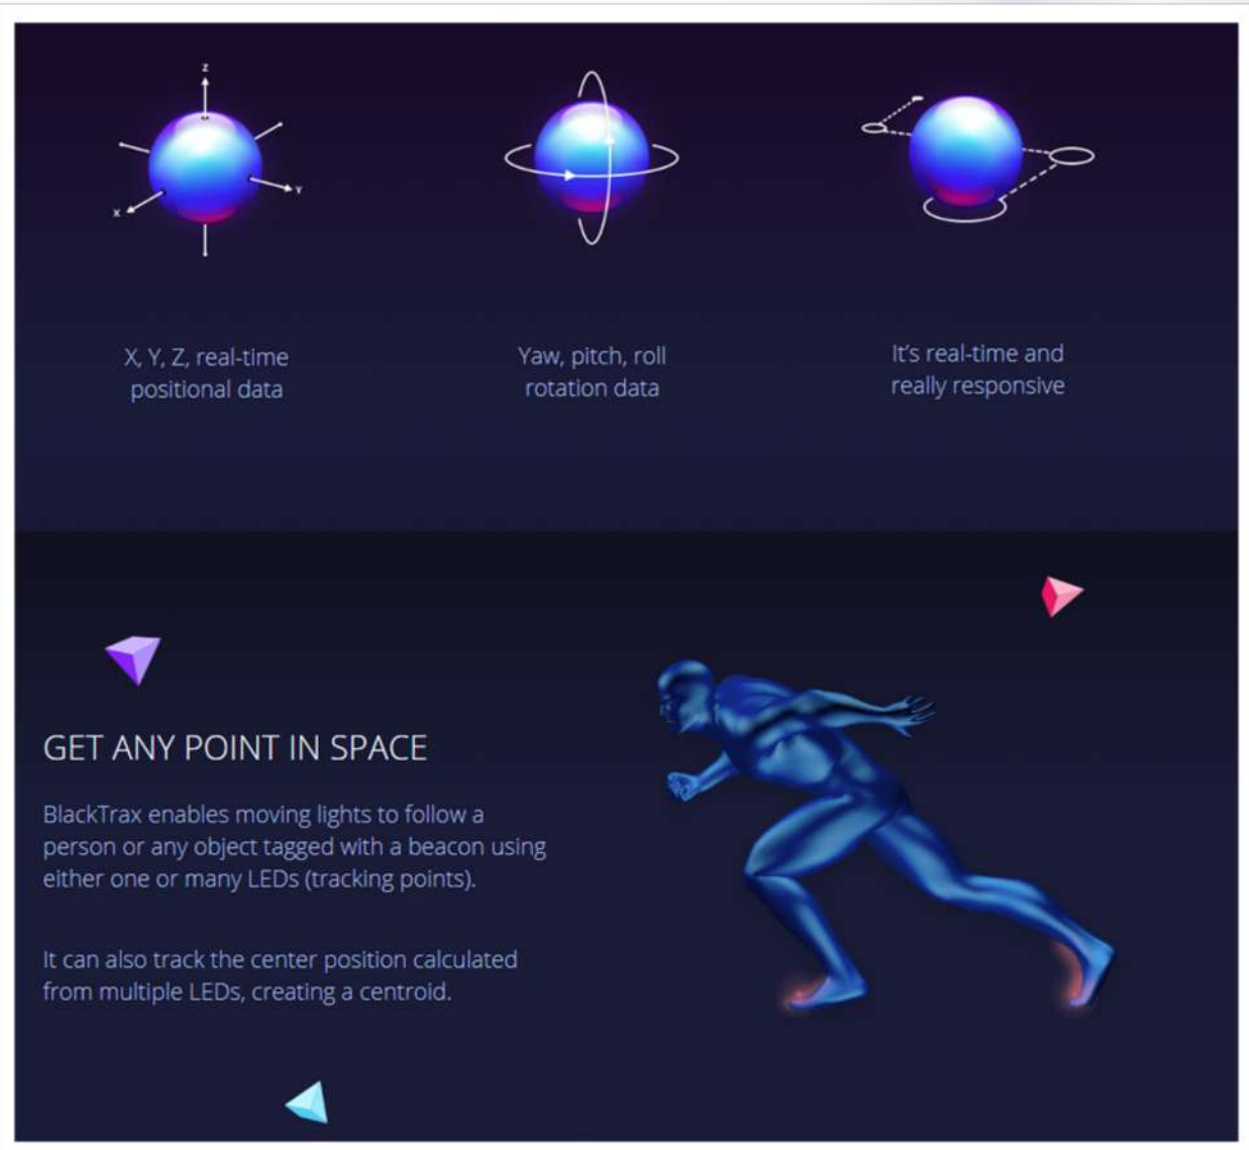 Z
Y
X
X, Y, Z, real-time
positional data
Yaw, pitch, roll
rotation data
It's real-time and
really responsive
GET ANY POINT IN SPACE
BlackTrax enables moving lights to follow a
person or any object tagged with a beacon using
either one or many LEDs (tracking points).
It can also track the center position calculated
from multiple LEDs, creating a centroid.